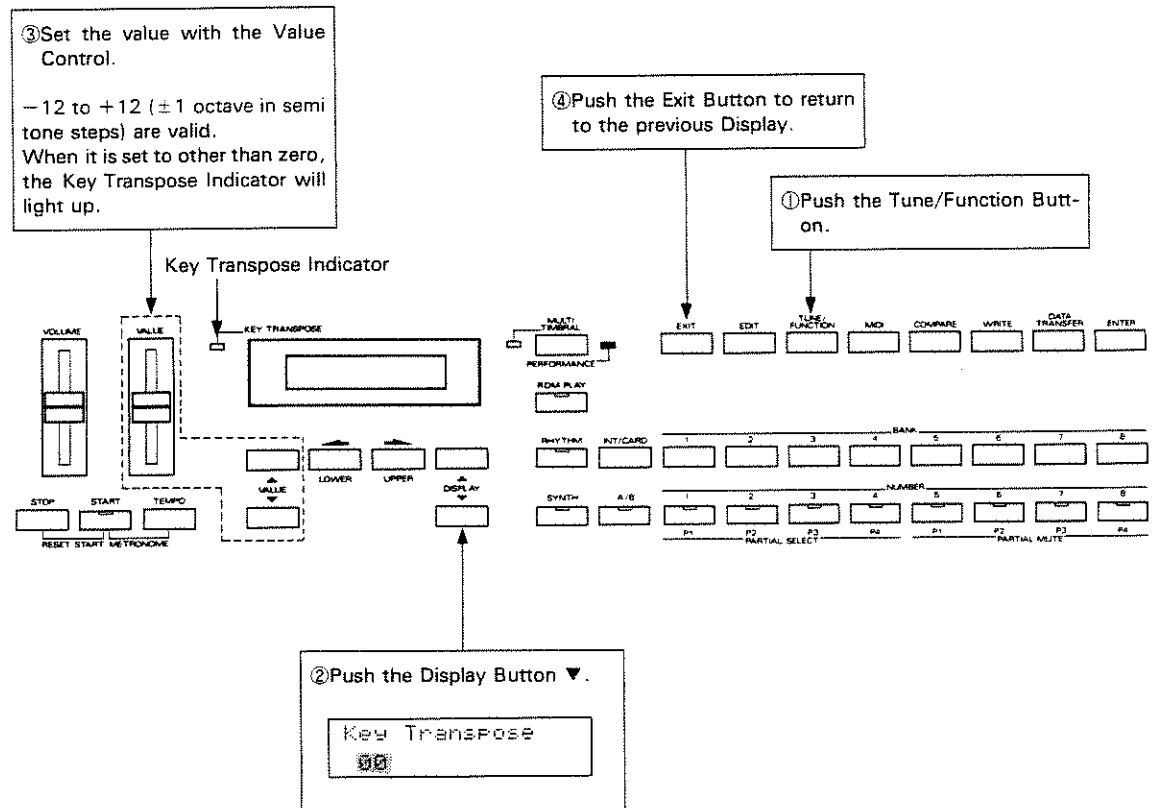 ③Set the value with the Value
Control.
−12 to +12 (±1 octave in semi
tone steps) are valid.
When it is set to other than zero,
the Key Transpose Indicator will
light up.
④Push the Exit Button to return
to the previous Display.
①Push the Tune/Function Butt-
on.
Key Transpose Indicator
VOLUME
VALUE
KEY TRANSPOSE
MULTI
TIMBRAL
PERFORMANCE
EXIT
EDIT
TUNE/
FUNCTION
MIDI
COMPARE
WRITE
DATA
TRANSFER
ENTER
ROM PLAY
RHYTHM
INT/CARD
BANK
1 2 3 4 5 6 7 8
VALUE
LOWER
UPPER
DISPLAY
STOP
START
TEMPO
RESET START
METRONOME
SYNTH
A/B
NUMBER
1 2 3 4 5 6 7 8
P1 P2 P3 P4 P1 P2 P3 P4
PARTIAL SELECT
PARTIAL MUTE
②Push the Display Button ▼.
Key Transpose
00